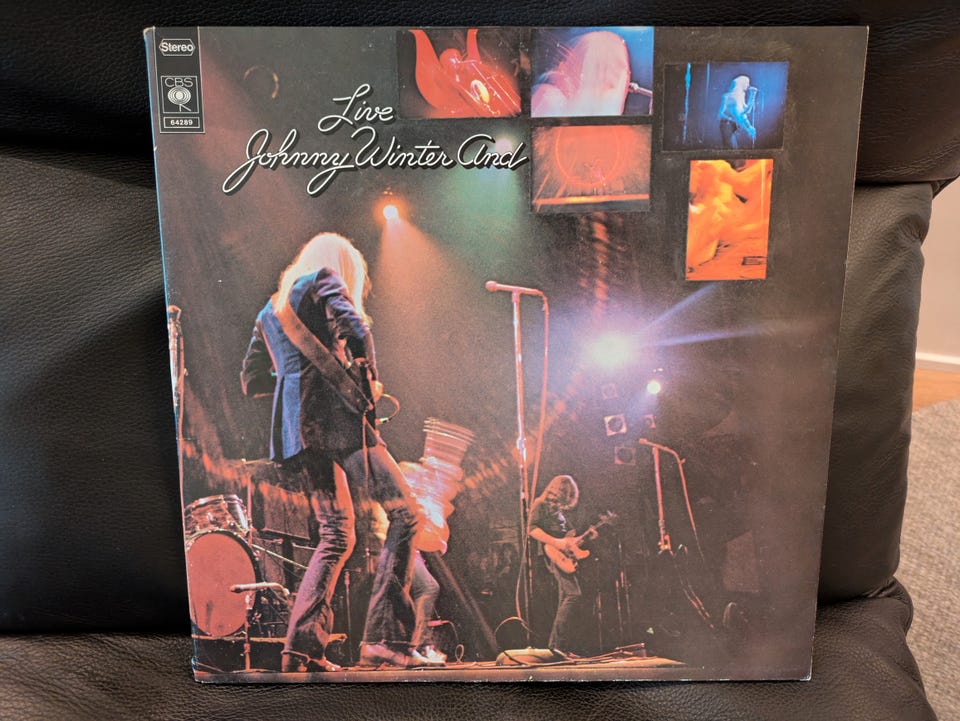 Stereo
CBS
64289
Live
Johnny Winter And